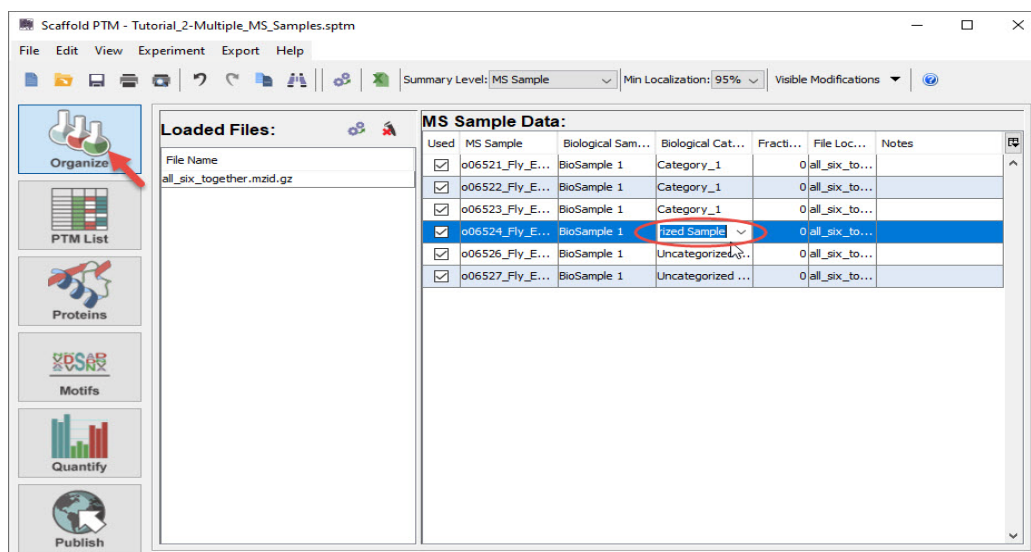 Scaffold PTM - Tutorial_2-Multiple_MS_Samples.sptm
File Edit View Experiment Export Help
Summary Level: MS Sample Min Localization: 95% Visible Modifications
Organize
PTM List
Proteins
Motifs
Quantify
Publish
Loaded Files:
File Name
all_six_together.mzid.gz
MS Sample Data:
Used MS Sample Biological Sam... Biological Cat... Fracti... File Loc... Notes
o06521_Fly_E... BioSample 1 Category_1 0 all_six_to...
o06522_Fly_E... BioSample 1 Category_1 0 all_six_to...
o06523_Fly_E... BioSample 1 Category_1 0 all_six_to...
o06524_Fly_E... BioSample 1 rized Sample 0 all_six_to...
o06526_Fly_E... BioSample 1 Uncategorized ... 0 all_six_to...
o06527_Fly_E... BioSample 1 Uncategorized ... 0 all_six_to...